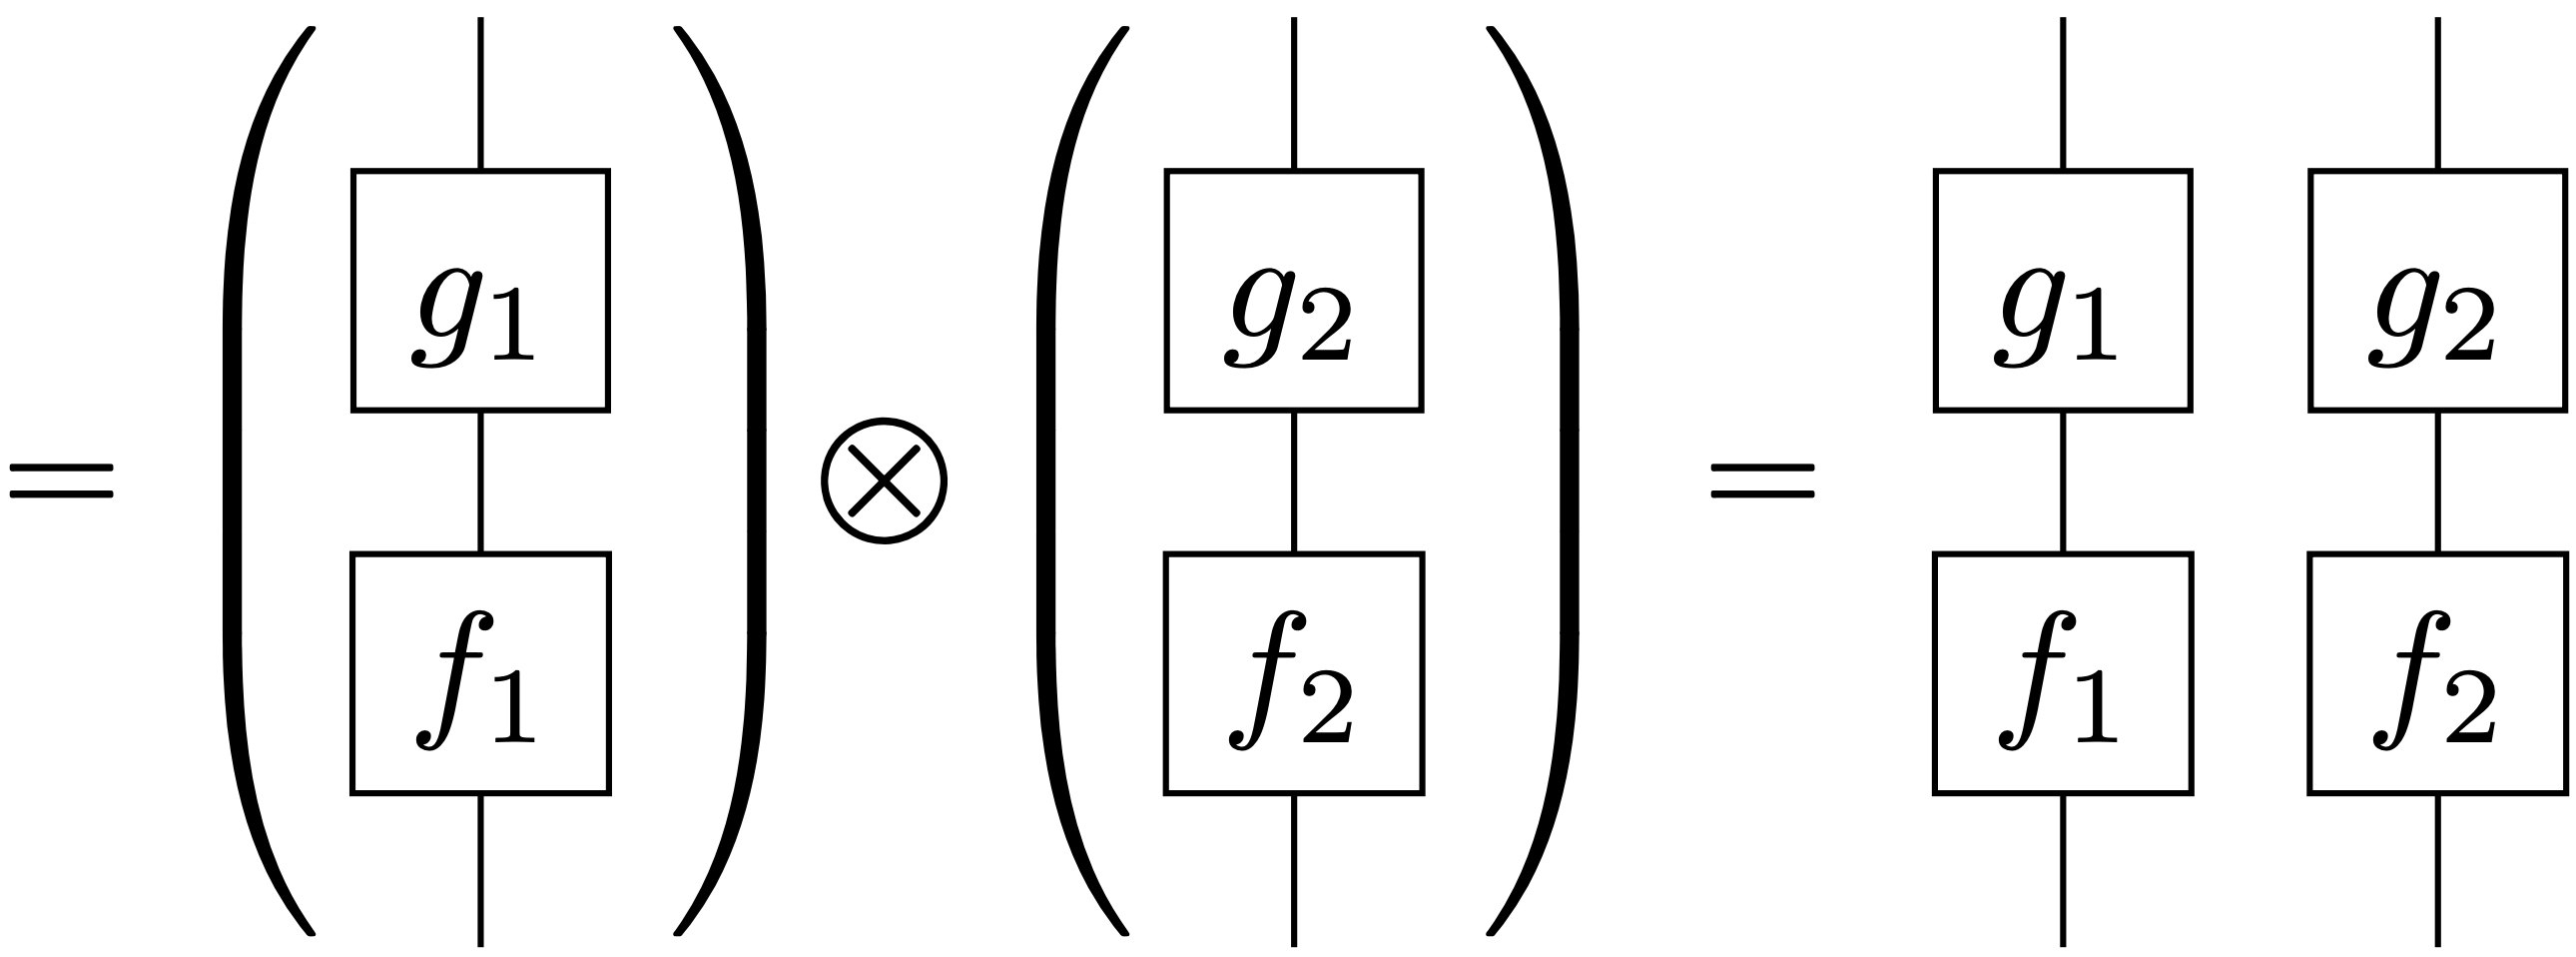 g₁ g₂ g₁ g₂
= ( ) ⊗ ( ) =
f₁ f₂ f₁ f₂